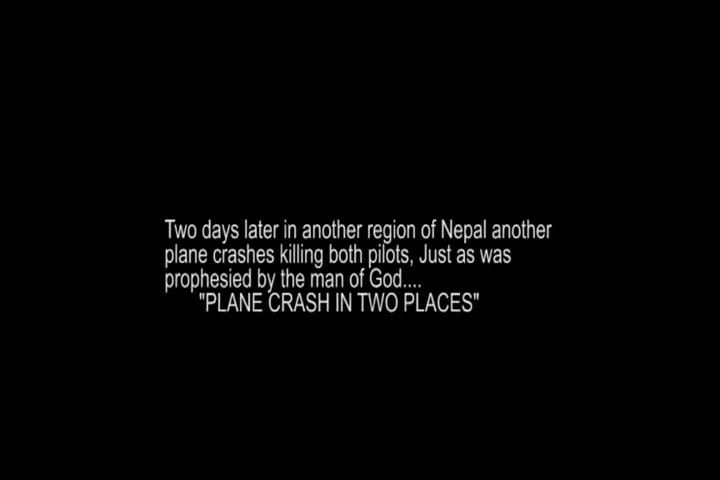 Two days later in another region of Nepal another
plane crashes killing both pilots, Just as was
prophesied by the man of God....
"PLANE CRASH IN TWO PLACES"